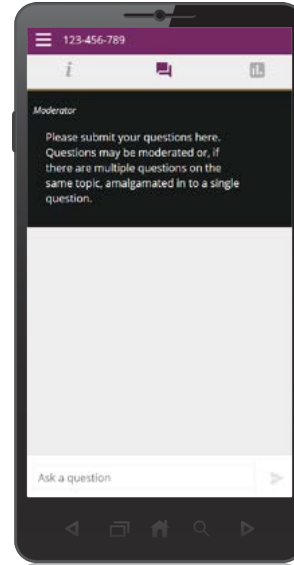 123-456-789
i
Moderator
Please submit your questions here.
Questions may be moderated or, if
there are multiple questions on the
same topic, amalgamated in to a single
question.
Ask a question